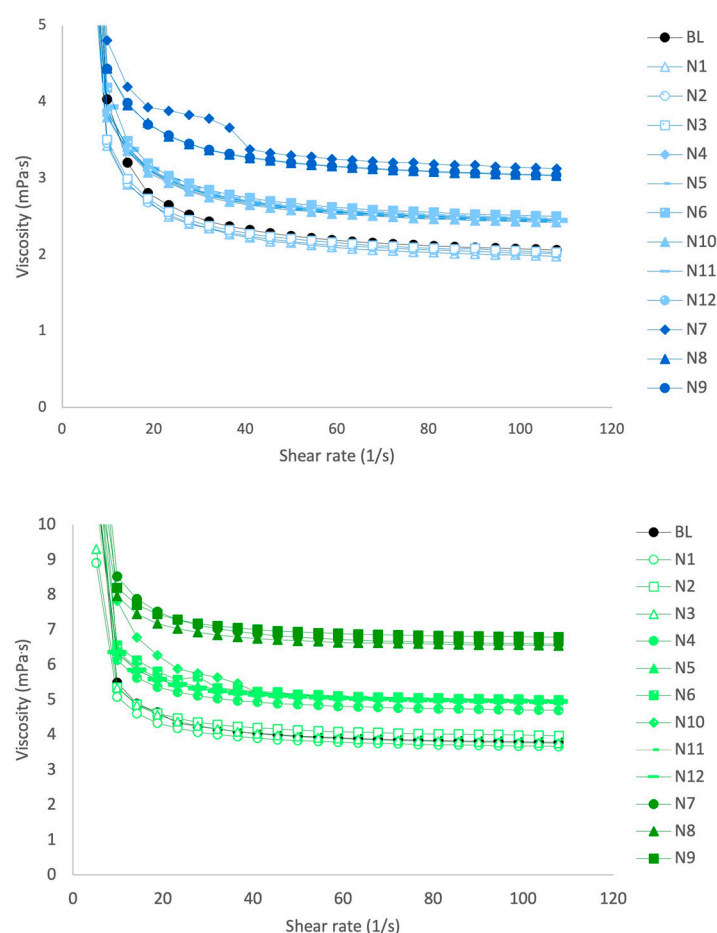 5
4
3
2
1
0
Viscosity (mPa·s)
0 20 40 60 80 100 120
Shear rate (1/s)
BL
N1
N2
N3
N4
N5
N6
N10
N11
N12
N7
N8
N9
10
9
8
7
6
5
4
3
2
1
0
Viscosity (mPa·s)
0 20 40 60 80 100 120
Shear rate (1/s)
BL
N1
N2
N3
N4
N5
N6
N10
N11
N12
N7
N8
N9